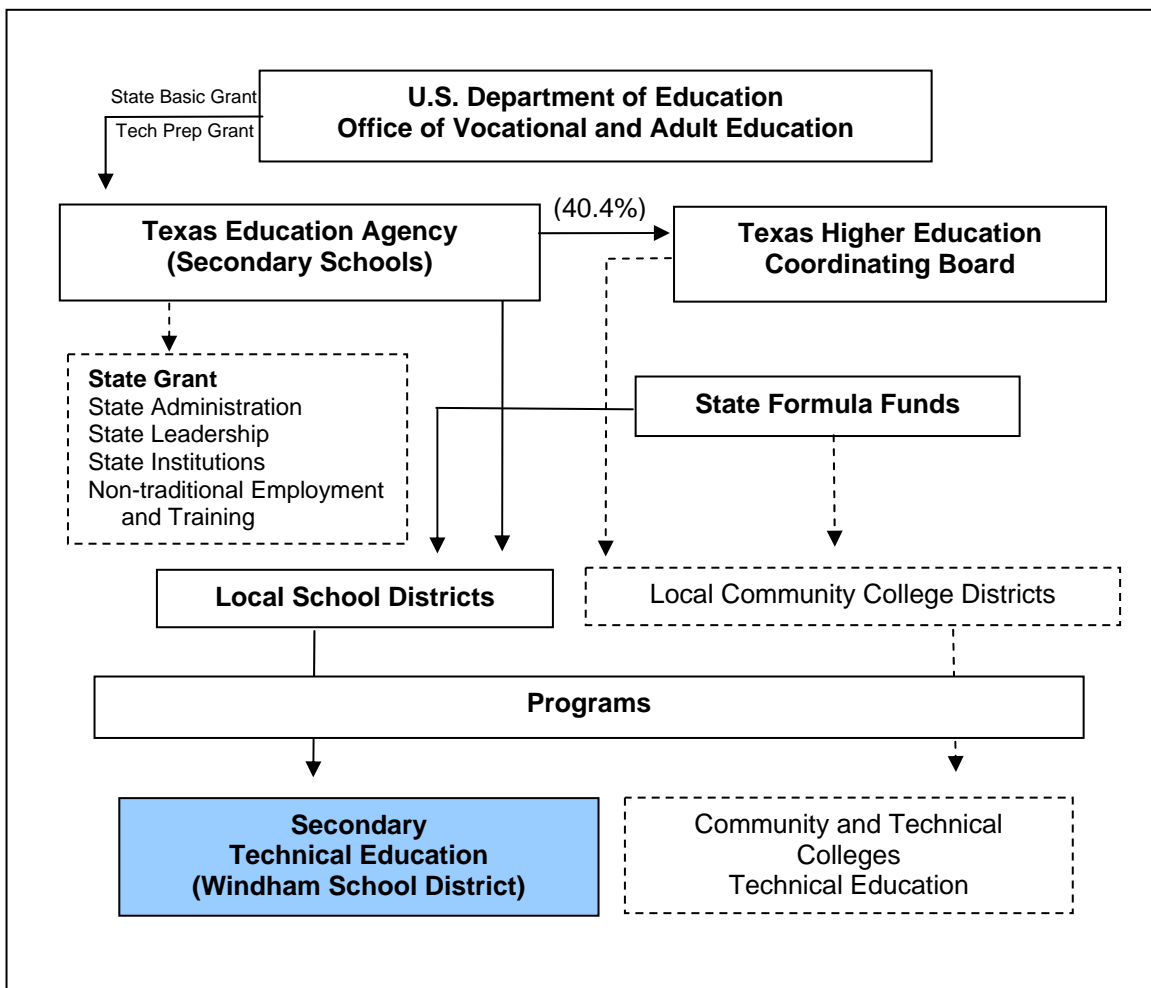 State Basic Grant
Tech Prep Grant
U.S. Department of Education
Office of Vocational and Adult Education
Texas Education Agency
(Secondary Schools)
(40.4%)
Texas Higher Education
Coordinating Board
State Grant
State Administration
State Leadership
State Institutions
Non-traditional Employment
and Training
State Formula Funds
Local School Districts
Local Community College Districts
Programs
Secondary
Technical Education
(Windham School District)
Community and Technical
Colleges
Technical Education